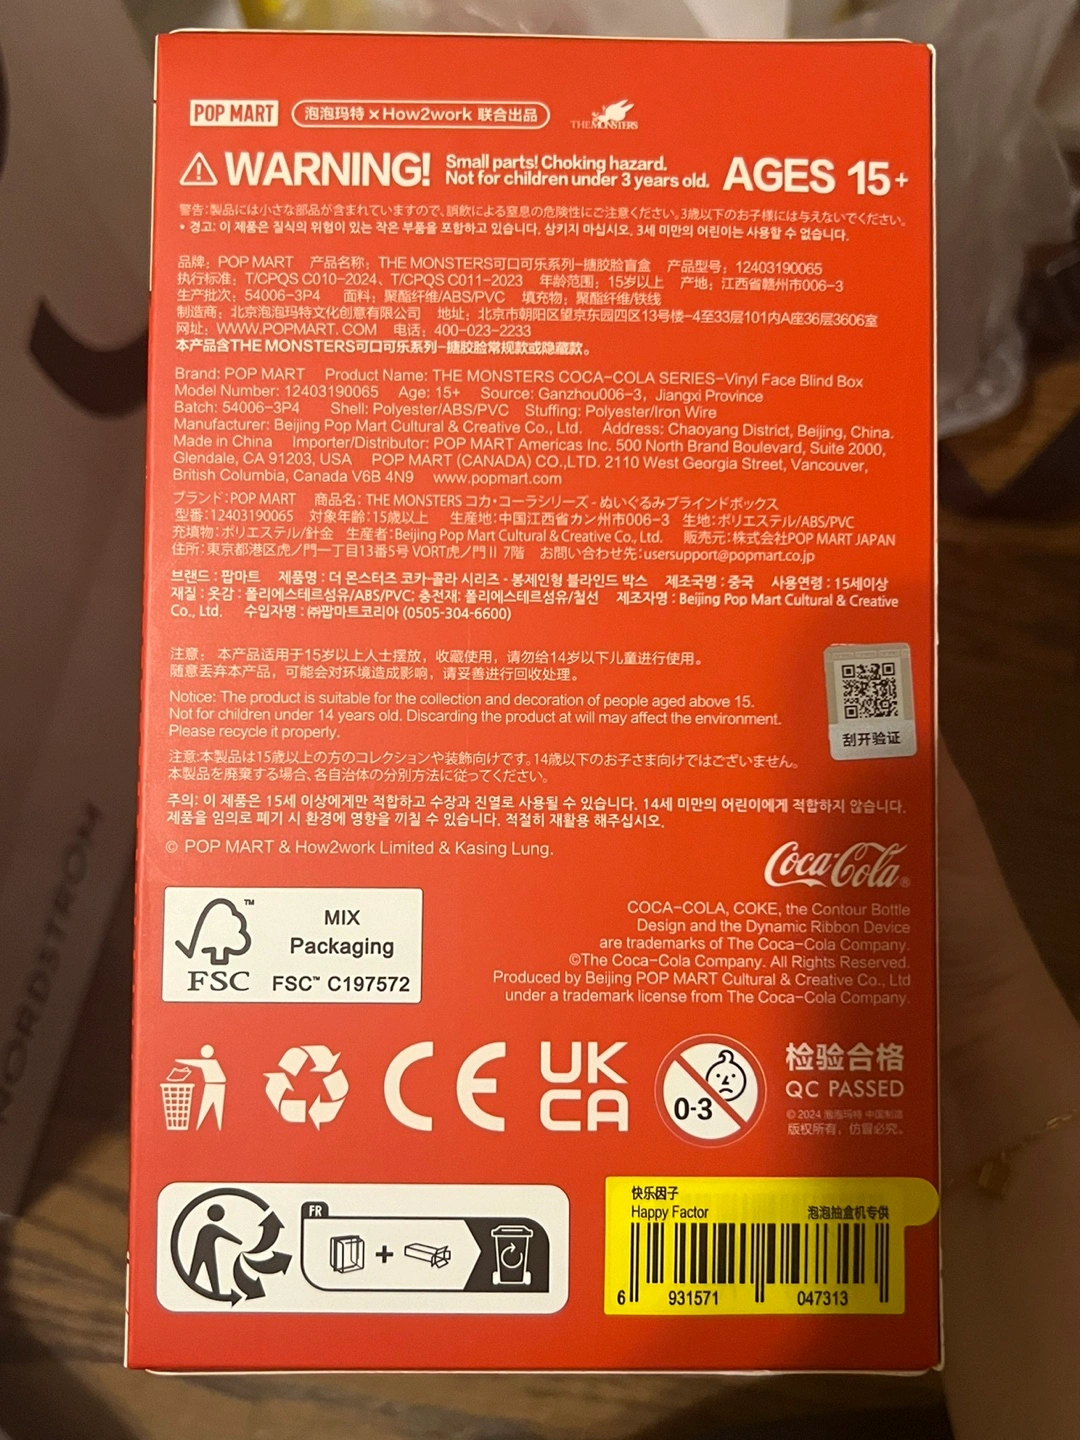 POP MART 泡泡玛特 × How2work 联合出品 THE MONSTERS
WARNING! Small parts! Choking hazard. AGES 15+
Not for children under 3 years old.
警告:製品には小さな部品が含まれていますので、誤飲による窒息の危険性にご注意ください。3歳以下のお子様には与えないでください。
* 경고: 이 제품은 질식의 위험이 있는 작은 부품을 포함하고 있습니다. 삼키지 마십시오. 3세 미만의 어린이는 사용할 수 없습니다.
品牌：POP MART 产品名称：THE MONSTERS可口可乐系列-搪胶脸盲盒 产品型号：12403190065
执行标准：T/CPQS C010-2024、T/CPQS C011-2023 年龄范围：15岁以上 产地：江西省赣州市006-3
生产批次：54006-3P4 面料：聚酯纤维/ABS/PVC 填充物：聚酯纤维/铁线
制造商：北京泡泡玛特文化创意有限公司 地址：北京市朝阳区望京东园四区13号楼-4至33层101内A座36层3606室
网址：WWW.POPMART.COM 电话：400-023-2233
本产品含THE MONSTERS可口可乐系列-搪胶脸常规款或隐藏款。
Brand: POP MART Product Name: THE MONSTERS COCA-COLA SERIES-Vinyl Face Blind Box
Model Number: 12403190065 Age: 15+ Source: Ganzhou006-3, Jiangxi Province
Batch: 54006-3P4 Shell: Polyester/ABS/PVC Stuffing: Polyester/Iron Wire
Manufacturer: Beijing Pop Mart Cultural & Creative Co., Ltd. Address: Chaoyang District, Beijing, China.
Made in China Importer/Distributor: POP MART Americas Inc. 500 North Brand Boulevard, Suite 2000,
Glendale, CA 91203, USA POP MART (CANADA) CO.,LTD. 2110 West Georgia Street, Vancouver,
British Columbia, Canada V6B 4N9 www.popmart.com
ブランド:POP MART 商品名: THE MONSTERS コカ・コーラシリーズ - ぬいぐるみブラインドボックス
型番:12403190065 対象年齢:15歳以上 生産地:中国江西省カン州市006-3 生地:ポリエステル/ABS/PVC
充填物:ポリエステル/針金 生産者:Beijing Pop Mart Cultural & Creative Co., Ltd. 販売元:株式会社POP MART JAPAN
住所:東京都港区虎ノ門一丁目13番5号 VORT虎ノ門Ⅱ 7階 お問い合わせ先:usersupport@popmart.co.jp
브랜드 : 팝마트 제품명 : 더 몬스터즈 코카-콜라 시리즈 - 봉제인형 블라인드 박스 제조국명 : 중국 사용연령 : 15세이상
재질 : 옷감 : 폴리에스테르섬유/ABS/PVC; 충전재: 폴리에스테르섬유/철선 제조자명 : Beijing Pop Mart Cultural & Creative
Co., Ltd. 수입자명 : ㈜팝마트코리아 (0505-304-6600)
注意：本产品适用于15岁以上人士摆放，收藏使用，请勿给14岁以下儿童进行使用。
随意丢弃本产品，可能会对环境造成影响，请妥善进行回收处理。
Notice: The product is suitable for the collection and decoration of people aged above 15.
Not for children under 14 years old. Discarding the product at will may affect the environment.
Please recycle it properly.
刮开验证
注意:本製品は15歳以上の方のコレクションや装飾向けです。14歳以下のお子さま向けではございません。
本製品を廃棄する場合、各自治体の分別方法に従ってください。
주의: 이 제품은 15세 이상에게만 적합하고 수장과 진열로 사용될 수 있습니다. 14세 미만의 어린이에게 적합하지 않습니다.
제품을 임의로 폐기 시 환경에 영향을 끼칠 수 있습니다. 적절히 재활용 해주십시오.
© POP MART & How2work Limited & Kasing Lung.
Coca-Cola®
COCA-COLA, COKE, the Contour Bottle
Design and the Dynamic Ribbon Device
are trademarks of The Coca-Cola Company.
©The Coca-Cola Company. All Rights Reserved.
Produced by Beijing POP MART Cultural & Creative Co., Ltd
under a trademark license from The Coca-Cola Company.
™ MIX
Packaging
FSC FSC™ C197572
CE UK
CA
0-3
检验合格
QC PASSED
© 2024 泡泡玛特 中国制造
版权所有，仿冒必究。
FR
快乐因子
Happy Factor 泡泡抽盒机专供
6 931571 047313
NORDSTROM